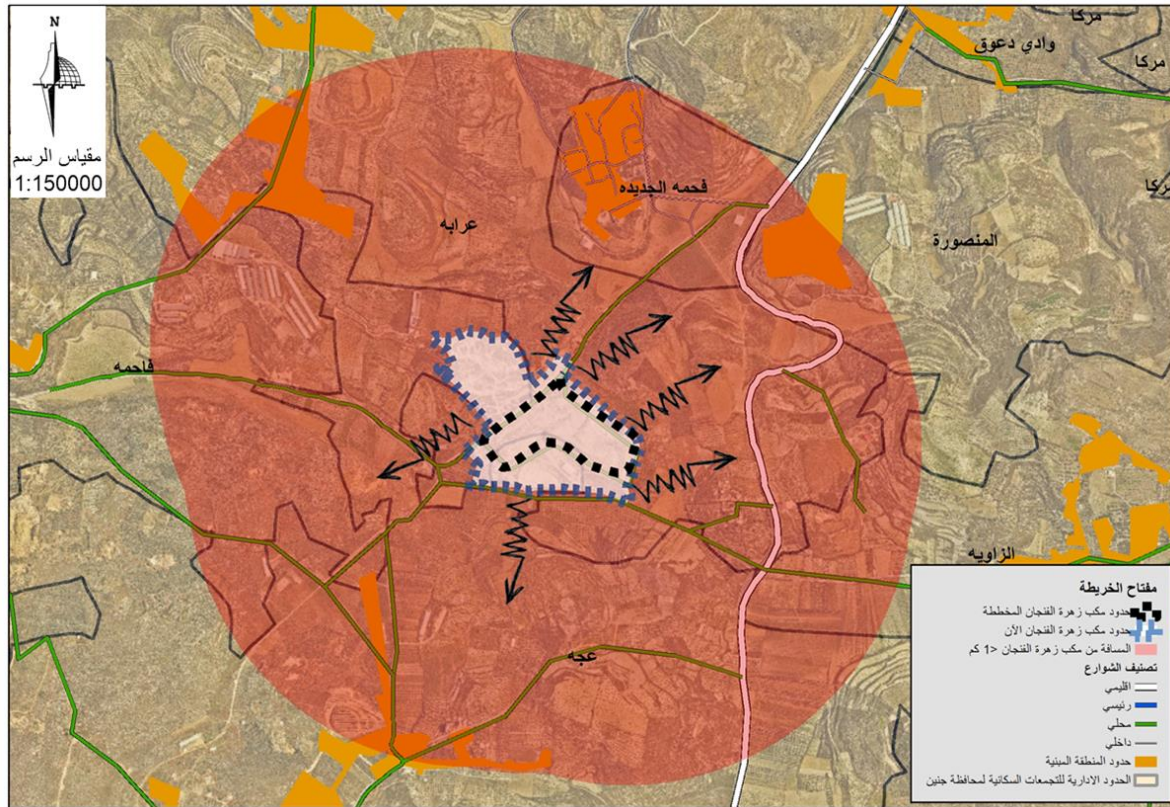 N
مقياس الرسم
1:150000
مركا
وادي دعوق
مركا
مركا
فحمه الجديده
عرابه
المنصورة
فاحمه
الزاويه
عجه
مفتاح الخريطة
حدود مكب زهرة الفنجان المخططة
حدود مكب زهرة الفنجان الآن
المسافة من مكب زهرة الفنجان <1 كم
تصنيف الشوارع
اقليمي
رئيسي
محلي
داخلي
حدود المنطقة المبنية
الحدود الادارية للتجمعات السكانية لمحافظة جنين